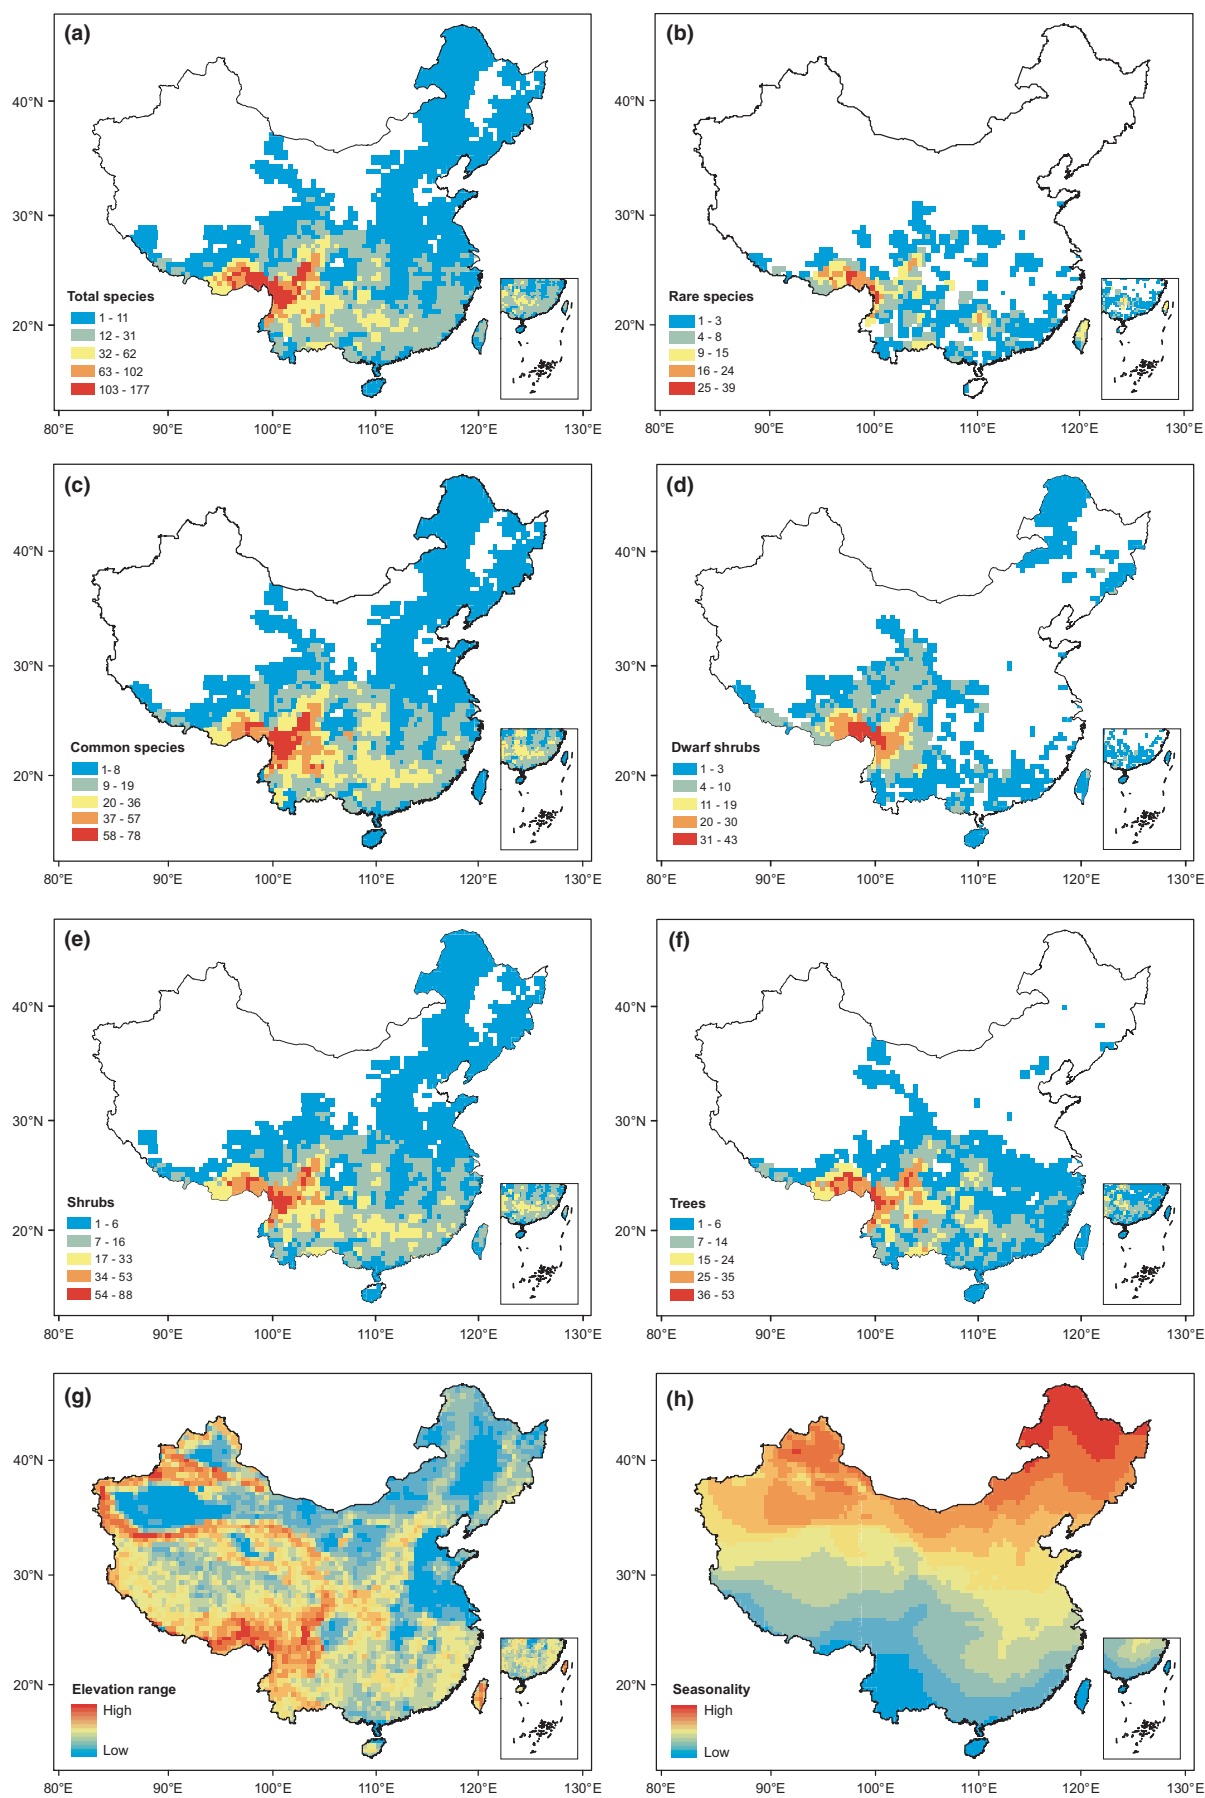 (a)
40°N
30°N
20°N
Total species
1 - 11
12 - 31
32 - 62
63 - 102
103 - 177
80°E 90°E 100°E 110°E 120°E 130°E
(b)
40°N
30°N
20°N
Rare species
1 - 3
4 - 8
9 - 15
16 - 24
25 - 39
80°E 90°E 100°E 110°E 120°E 130°E
(c)
40°N
30°N
20°N
Common species
1- 8
9 - 19
20 - 36
37 - 57
58 - 78
80°E 90°E 100°E 110°E 120°E 130°E
(d)
40°N
30°N
20°N
Dwarf shrubs
1 - 3
4 - 10
11 - 19
20 - 30
31 - 43
80°E 90°E 100°E 110°E 120°E 130°E
(e)
40°N
30°N
20°N
Shrubs
1 - 6
7 - 16
17 - 33
34 - 53
54 - 88
80°E 90°E 100°E 110°E 120°E 130°E
(f)
40°N
30°N
20°N
Trees
1 - 6
7 - 14
15 - 24
25 - 35
36 - 53
80°E 90°E 100°E 110°E 120°E 130°E
(g)
40°N
30°N
20°N
Elevation range
High
Low
80°E 90°E 100°E 110°E 120°E 130°E
(h)
40°N
30°N
20°N
Seasonality
High
Low
80°E 90°E 100°E 110°E 120°E 130°E